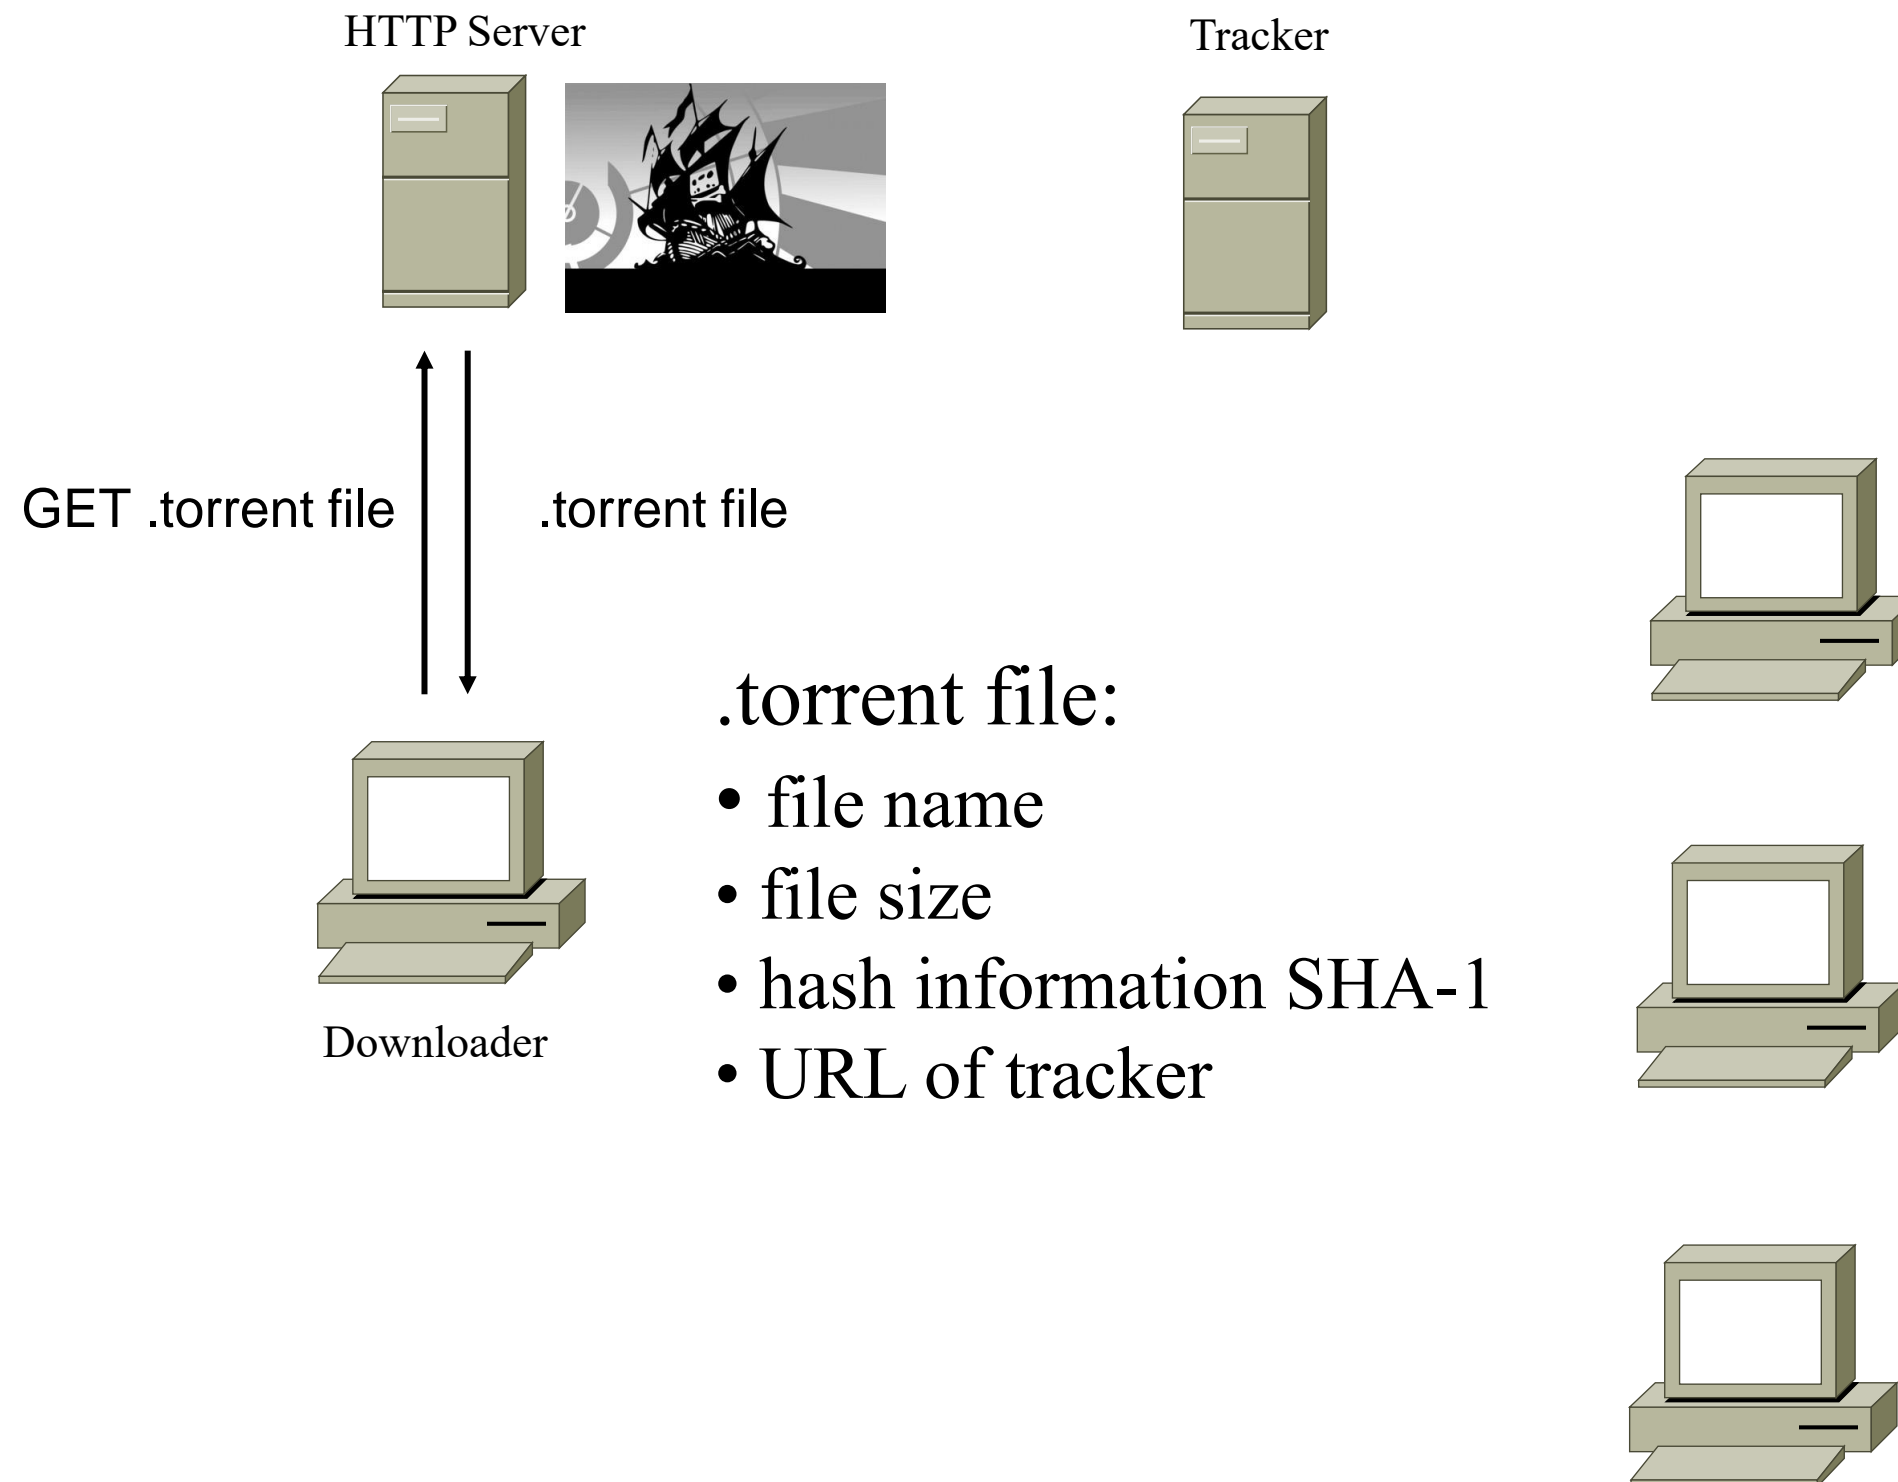 HTTP Server
Tracker
GET .torrent file
.torrent file
.torrent file:
• file name
• file size
• hash information SHA-1
• URL of tracker
Downloader